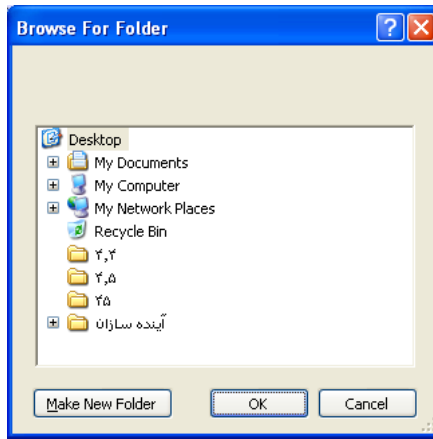 Browse For Folder
Desktop
My Documents
My Computer
My Network Places
Recycle Bin
۴,۴
۴,۵
۴۵
آینده سازان
Make New Folder
OK
Cancel